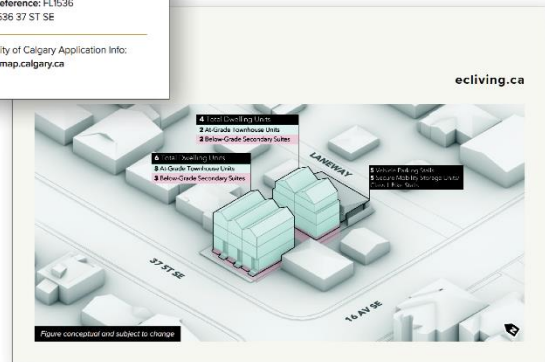 eference: FL1536
536 37 ST SE
ity of Calgary Application Info:
map.calgary.ca
ecliving.ca
4 Total Dwelling Units
2 At-Grade Townhouse Units
2 Below-Grade Secondary Suites
6 Total Dwelling Units
3 At-Grade Townhouse Units
3 Below-Grade Secondary Suites
LANEWAY
5 Vehicle Parking Stalls
5 Secure Mobility Storage Units/
Class I Bike Stalls
37 ST SE
16 AV SE
Figure conceptual and subject to change
N